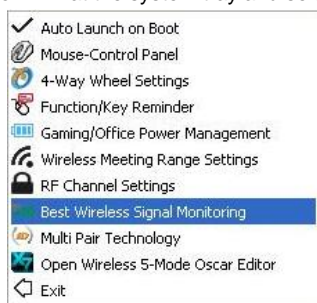 Auto Launch on Boot
Mouse-Control Panel
4-Way Wheel Settings
Function/Key Reminder
Gaming/Office Power Management
Wireless Meeting Range Settings
RF Channel Settings
Best Wireless Signal Monitoring
Multi Pair Technology
Open Wireless 5-Mode Oscar Editor
Exit